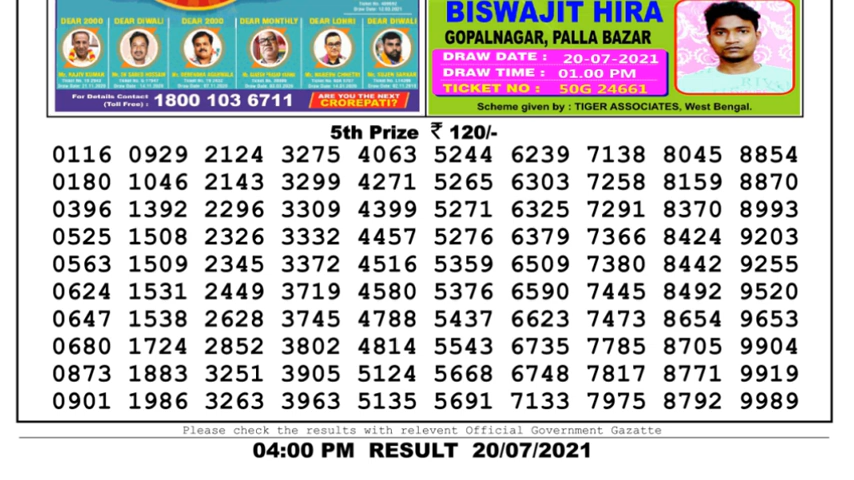 DEAR 2000 DEAR DIWALI DEAR 2000 DEAR MONTHLY DEAR LOHRI DEAR DIWALI
For Details Contact
(Toll Free) : 1800 103 6711
ARE YOU THE NEXT
CROREPATI?
BISWAJIT HIRA
GOPALNAGAR, PALLA BAZAR
DRAW DATE : 20-07-2021
DRAW TIME : 01.00 PM
TICKET NO : 50G 24661
Scheme given by : TIGER ASSOCIATES, West Bengal.
5th Prize ₹ 120/-
0116 0929 2124 3275 4063 5244 6239 7138 8045 8854
0180 1046 2143 3299 4271 5265 6303 7258 8159 8870
0396 1392 2296 3309 4399 5271 6325 7291 8370 8993
0525 1508 2326 3332 4457 5276 6379 7366 8424 9203
0563 1509 2345 3372 4516 5359 6509 7380 8442 9255
0624 1531 2449 3719 4580 5376 6590 7445 8492 9520
0647 1538 2628 3745 4788 5437 6623 7473 8654 9653
0680 1724 2852 3802 4814 5543 6735 7785 8705 9904
0873 1883 3251 3905 5124 5668 6748 7817 8771 9919
0901 1986 3263 3963 5135 5691 7133 7975 8792 9989
Please check the results with relevent Official Government Gazatte
04:00 PM RESULT 20/07/2021